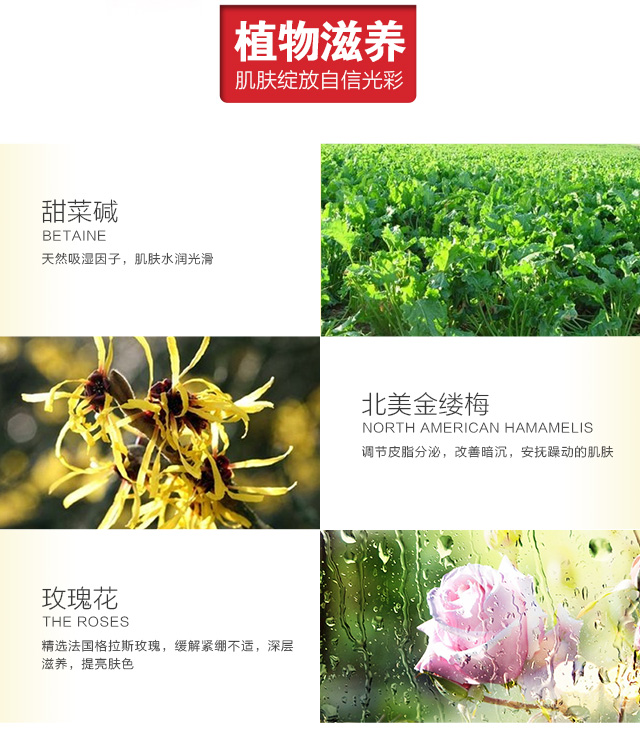 植物滋养
肌肤绽放自信光彩
甜菜碱
BETAINE
天然吸湿因子，肌肤水润光滑
北美金缕梅
NORTH AMERICAN HAMAMELIS
调节皮脂分泌，改善暗沉，安抚躁动的肌肤
玫瑰花
THE ROSES
精选法国格拉斯玫瑰，缓解紧绷不适，深层
滋养，提亮肤色